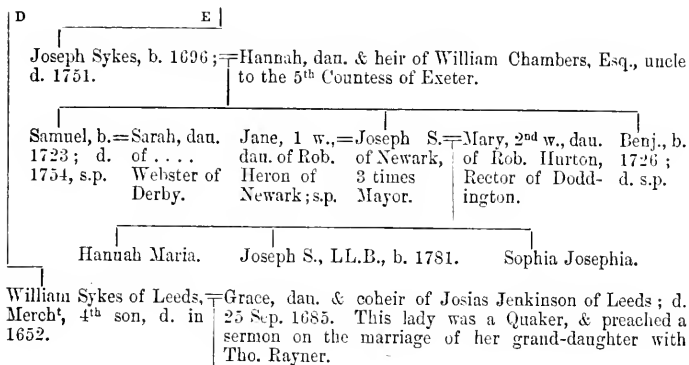 D E
Joseph Sykes, b. 1696; Hannah, dan. & heir of William Chambers, Esq., uncle
d. 1751. to the 5th Countess of Exeter.
Samuel, b. = Sarah, dau. Jane, 1 w., = Joseph S. = Mary, 2nd w., dau. Benj., b.
1723; d. of .... dau. of Rob. of Newark, of Rob. Hurton, 1726;
1754, s.p. Webster of Heron of 3 times Rector of Dodd- d. s.p.
Derby. Newark; s.p. Mayor. ington.
Hannah Maria. Joseph S., LL.B., b. 1781. Sophia Josephia.
William Sykes of Leeds, = Grace, dan. & coheir of Josias Jenkinson of Leeds; d.
Mercht, 4th son, d. in 25 Sep. 1685. This lady was a Quaker, & preached a
1652. sermon on the marriage of her grand-daughter with
Tho. Rayner.